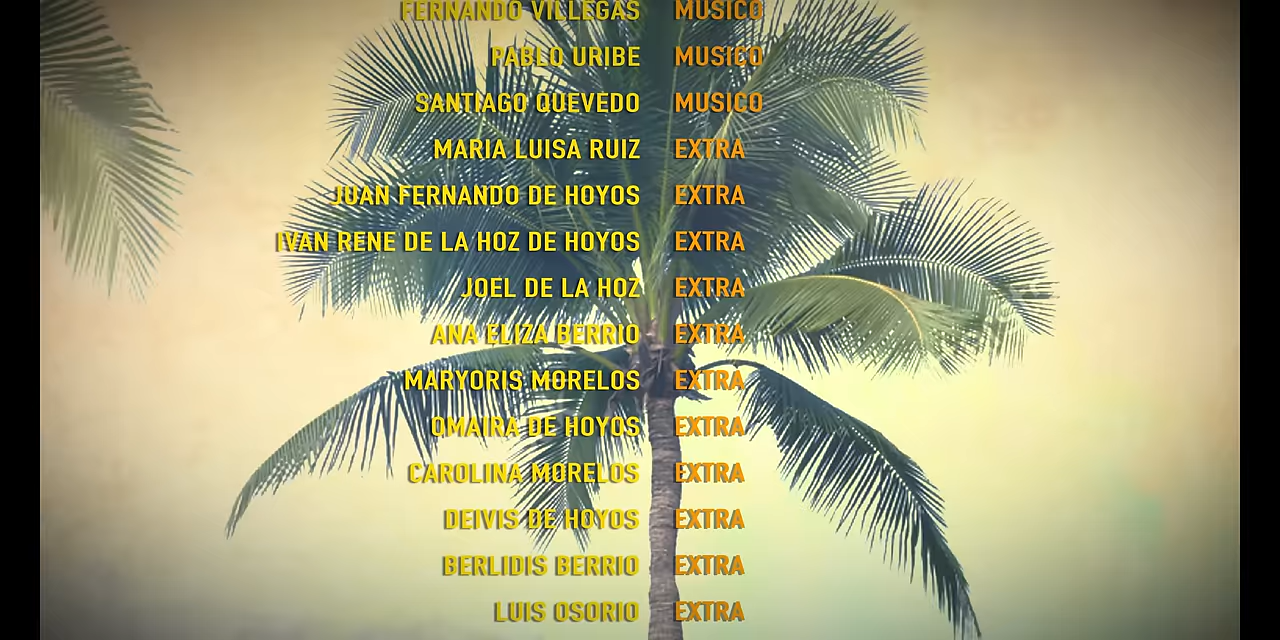 FERNANDO VILLEGAS MUSICO
PABLO URIBE MUSICO
SANTIAGO QUEVEDO MUSICO
MARIA LUISA RUIZ EXTRA
JUAN FERNANDO DE HOYOS EXTRA
IVAN RENE DE LA HOZ DE HOYOS EXTRA
JOEL DE LA HOZ EXTRA
ANA ELIZA BERRIO EXTRA
MARYORIS MORELOS EXTRA
OMAIRA DE HOYOS EXTRA
CAROLINA MORELOS EXTRA
DEIVIS DE HOYOS EXTRA
BERLIDIS BERRIO EXTRA
LUIS OSORIO EXTRA